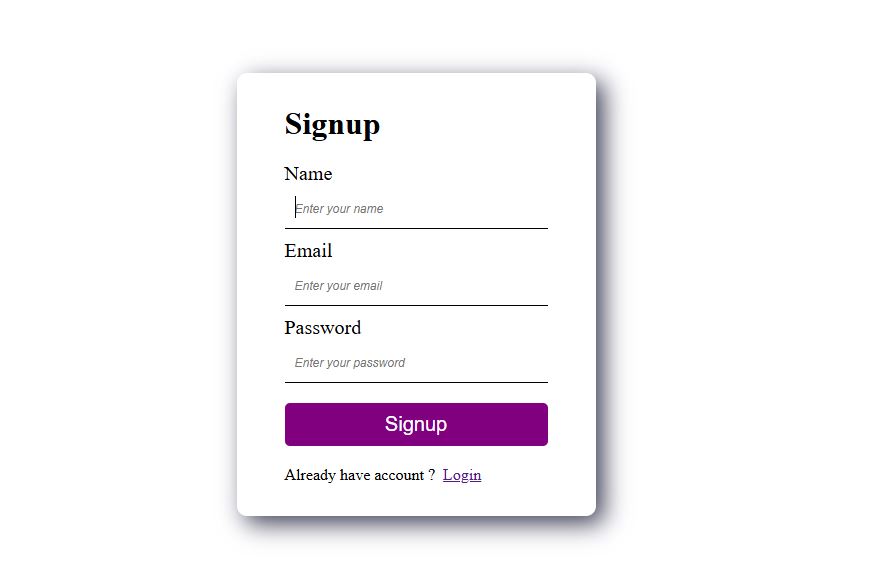 Signup
Name
Enter your name
Email
Enter your email
Password
Enter your password
Signup
Already have account ? Login